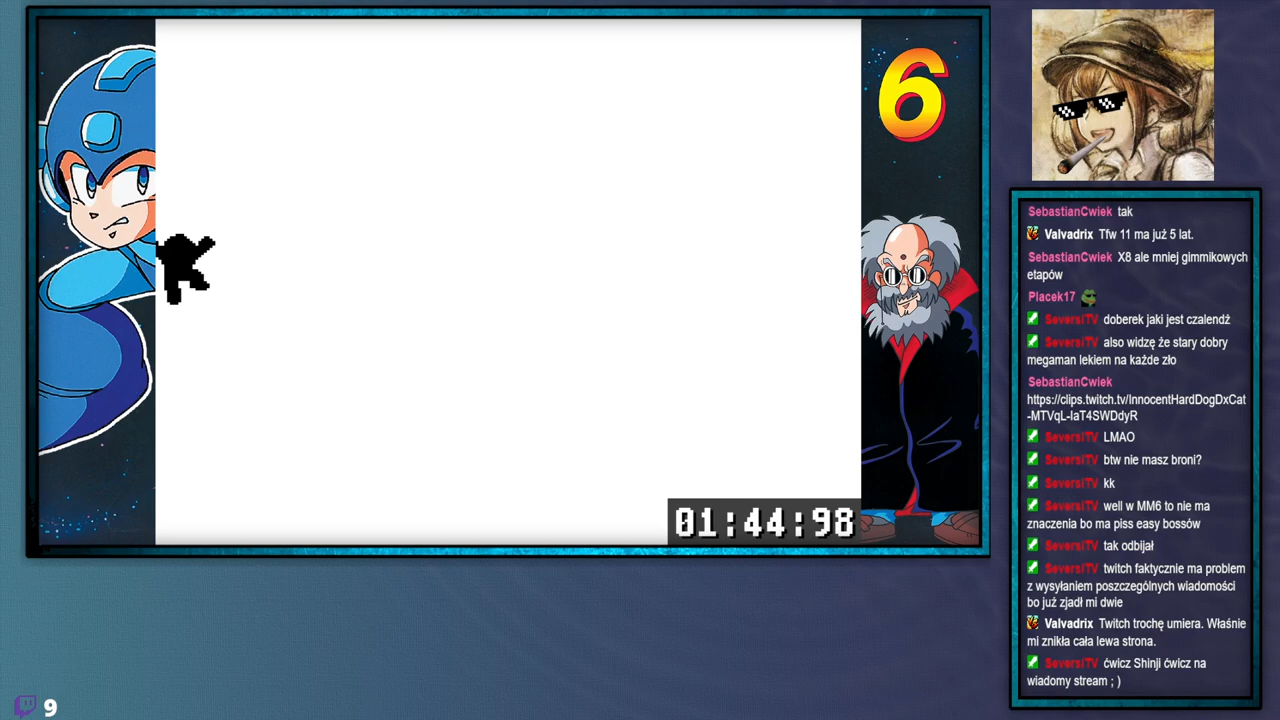 6
01:44:98
SebastianCwiek tak
Valvadrix Tfw 11 ma już 5 lat.
SebastianCwiek X8 ale mniej gimmikowych
etapów
Placek17
SeversiTV doberek jaki jest czalendź
SeversiTV also widzę że stary dobry
megaman lekiem na każde zło
SebastianCwiek
https://clips.twitch.tv/InnocentHardDogDxCat
-MTVqL-IaT4SWDdyR
SeversiTV LMAO
SeversiTV btw nie masz broni?
SeversiTV kk
SeversiTV well w MM6 to nie ma
znaczenia bo ma piss easy bossów
SeversiTV tak odbijał
SeversiTV twitch faktycznie ma problem
z wysyłaniem poszczególnych wiadomości
bo już zjadł mi dwie
Valvadrix Twitch trochę umiera. Właśnie
mi znikła cała lewa strona.
SeversiTV ćwicz Shinji ćwicz na
wiadomy stream ; )
9